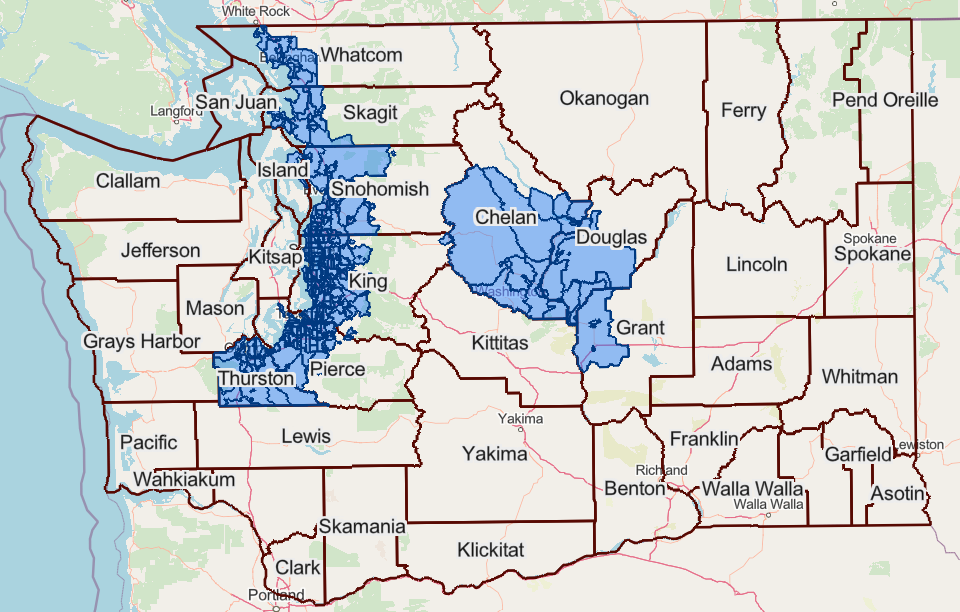 White Rock
Bellingham
Whatcom
San Juan
Langford
Skagit
Okanogan
Ferry
Pend Oreille
Island
Clallam
Snohomish
Chelan
Douglas
Jefferson
Kitsap
King
Lincoln
Spokane
Spokane
Mason
Washington
Grays Harbor
Kittitas
Grant
Thurston
Pierce
Adams
Whitman
Pacific
Lewis
Yakima
Yakima
Franklin
Lewiston
Garfield
Wahkiakum
Richland
Benton
Walla Walla
Walla Walla
Asotin
Skamania
Klickitat
Clark
Portland